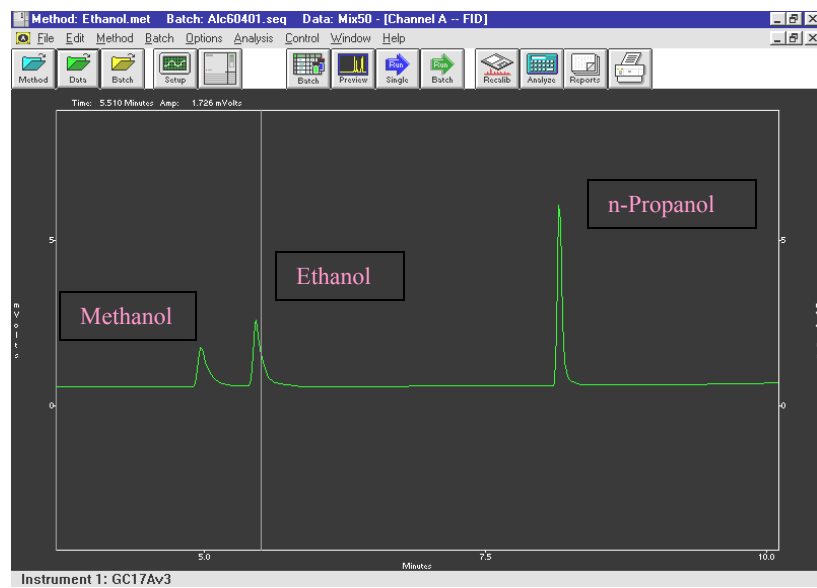 Method: Ethanol.met   Batch: Alc60401.seq   Data: Mix50 - [Channel A -- FID]
File Edit Method Batch Options Analysis Control Window Help
Method Data Batch Setup Batch Preview Run Single Run Batch Recalib Analyze Reports
Time: 5.510 Minutes Amp: 1.726 mVolts
n-Propanol
5 5
Ethanol
Methanol
mVolts
0 0
5.0 7.5 10.0
Minutes
Instrument 1: GC17Av3